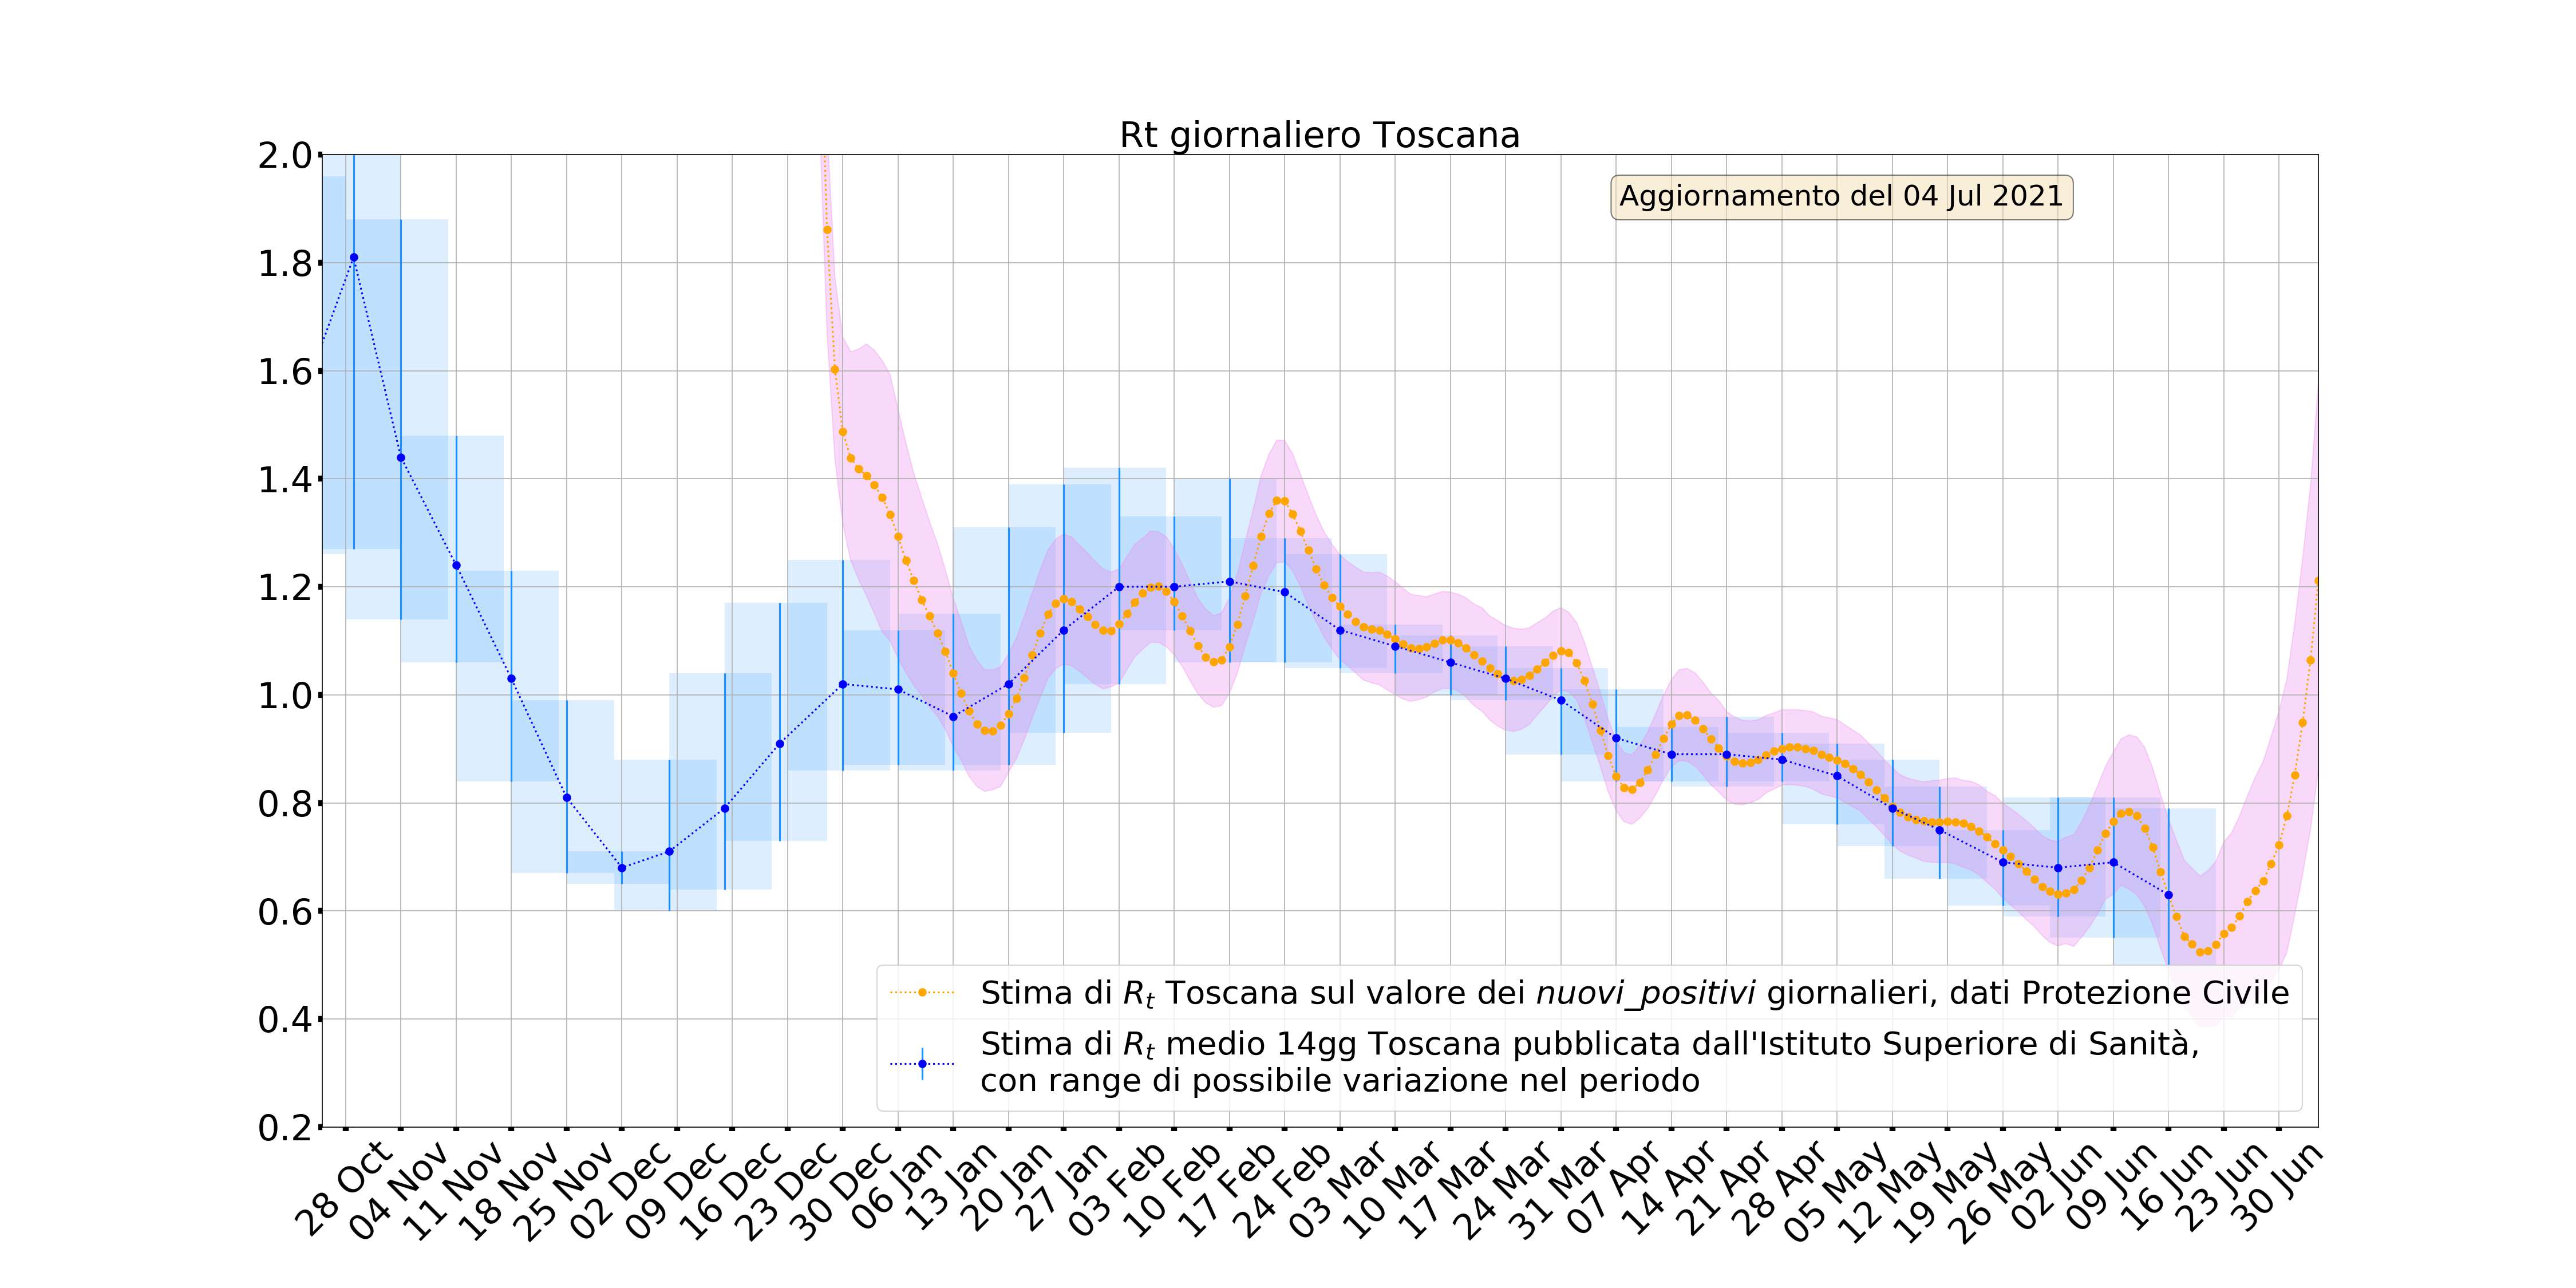 Rt giornaliero Toscana
Aggiornamento del 04 Jul 2021
2.0
1.8
1.6
1.4
1.2
1.0
0.8
0.6
0.4
0.2
Stima di Rt Toscana sul valore dei nuovi_positivi giornalieri, dati Protezione Civile
Stima di Rt medio 14gg Toscana pubblicata dall'Istituto Superiore di Sanità,
con range di possibile variazione nel periodo
28 Oct
04 Nov
11 Nov
18 Nov
25 Nov
02 Dec
09 Dec
16 Dec
23 Dec
30 Dec
06 Jan
13 Jan
20 Jan
27 Jan
03 Feb
10 Feb
17 Feb
24 Feb
03 Mar
10 Mar
17 Mar
24 Mar
31 Mar
07 Apr
14 Apr
21 Apr
28 Apr
05 May
12 May
19 May
26 May
02 Jun
09 Jun
16 Jun
23 Jun
30 Jun